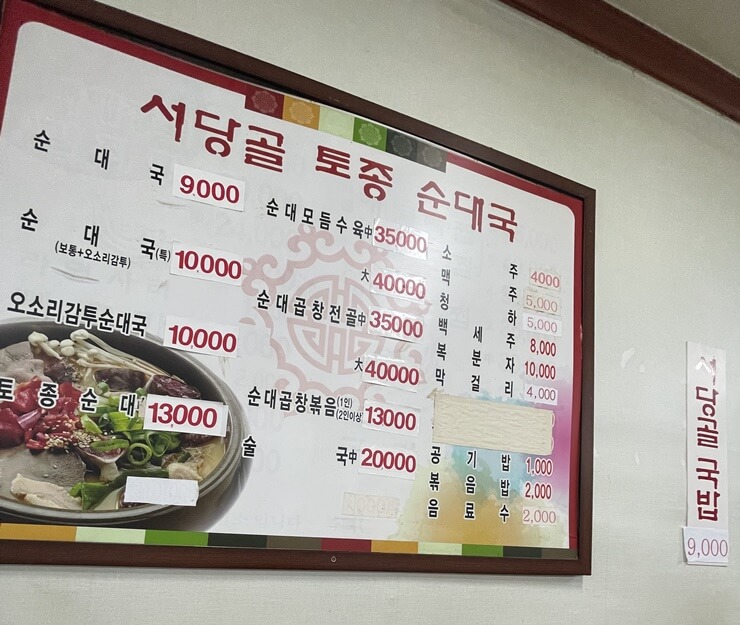 서당골 토종 순대국
순대국 9.000
순대국(특) 10.000
(보통+오소리감투)
오소리감투순대국 10000
토종순대 13000
순대모듬수육中 35000
大 40000
순대곱창전골中 35000
大 40000
순대곱창볶음(1인)(2인이상) 13000
술국中 20000
소주 4000
맥주 5,000
청하 5,000
백세주 8,000
복분자 10,000
막걸리 4,000
공기밥 1,000
볶음밥 2,000
음료수 2,000
서당골 국밥
9,000